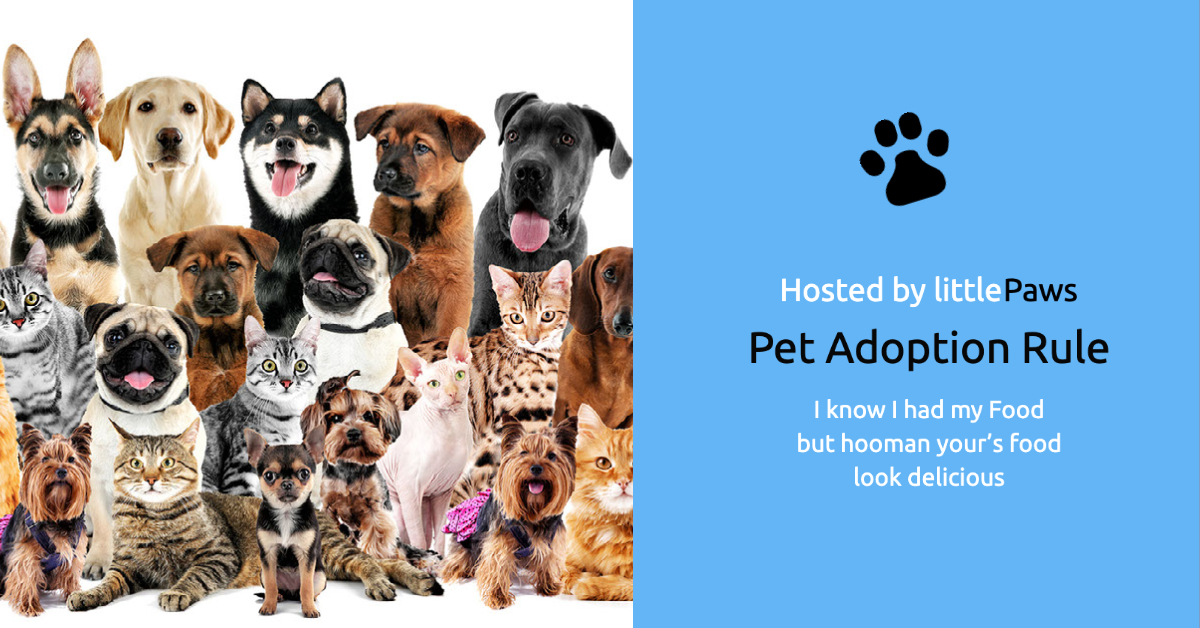 Hosted by littlePaws
Pet Adoption Rule
I know I had my Food
but hooman your’s food
look delicious